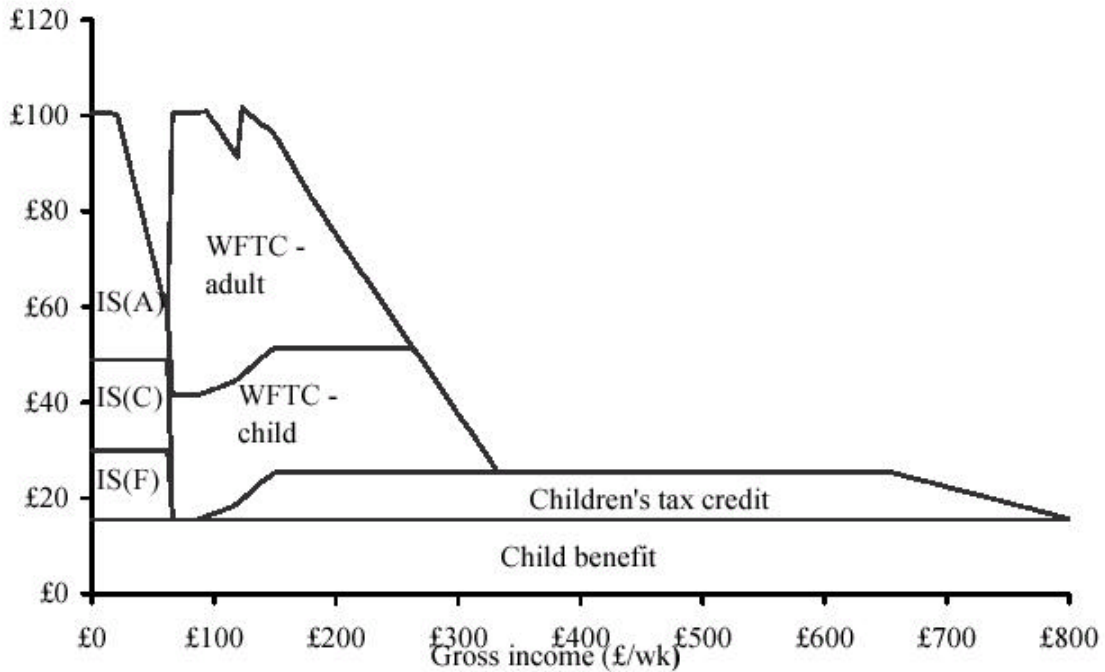 £120
£100
£80
£60
£40
£20
£0
WFTC -
adult
IS(A)
IS(C)
WFTC -
child
IS(F)
Children's tax credit
Child benefit
£0 £100 £200 £300 £400 £500 £600 £700 £800
Gross income (£/wk)